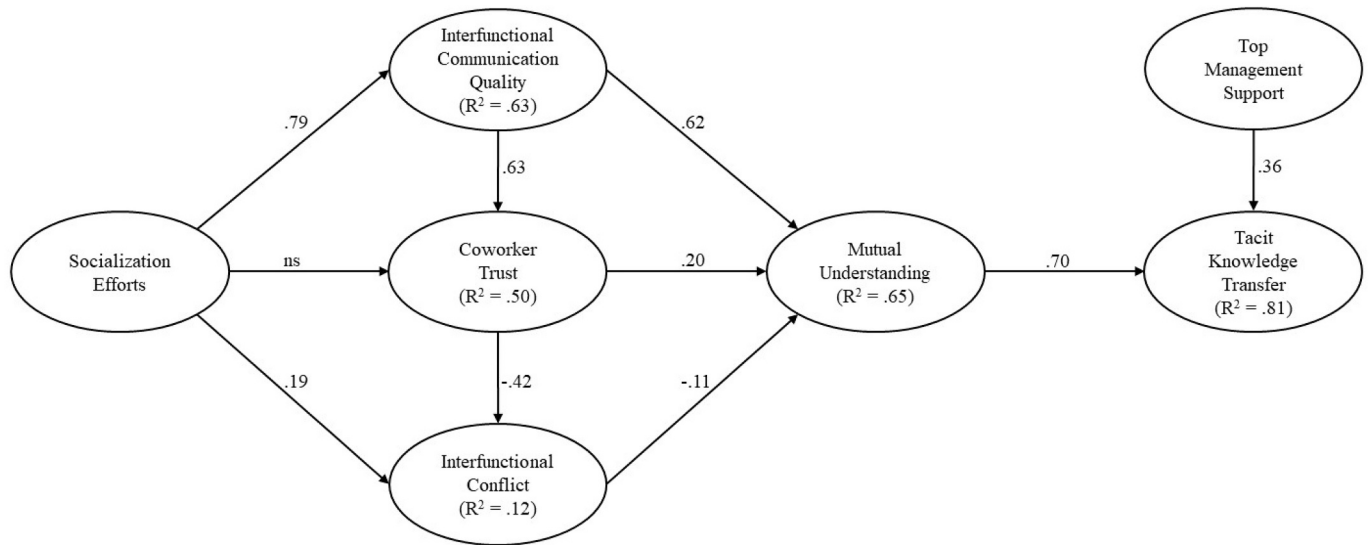 Interfunctional
Communication
Quality
(R² = .63)
Top
Management
Support
.79
.62
.63
.36
Socialization
Efforts
ns
Coworker
Trust
(R² = .50)
.20
Mutual
Understanding
(R² = .65)
.70
Tacit
Knowledge
Transfer
(R² = .81)
.19
-.42
-.11
Interfunctional
Conflict
(R² = .12)